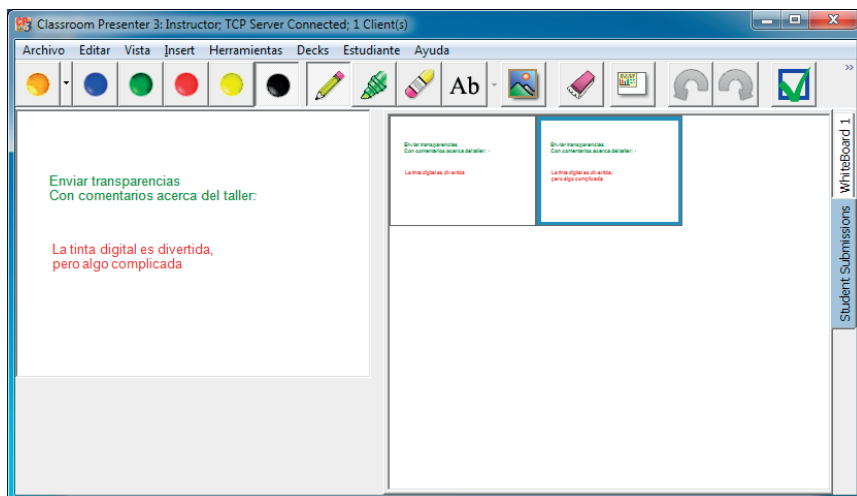 Classroom Presenter 3: Instructor; TCP Server Connected; 1 Client(s)
Archivo Editar Vista Insert Herramientas Decks Estudiante Ayuda
Ab
Enviar transparencias
Con comentarios acerca del taller:
La tinta digital es divertida,
pero algo complicada
Enviar transparencias
Con comentarios acerca del taller: -
La tinta digital es divertida
Enviar transparencias
Con comentarios acerca del taller: -
La tinta digital es divertida,
pero algo complicada
WhiteBoard 1
Student Submissions